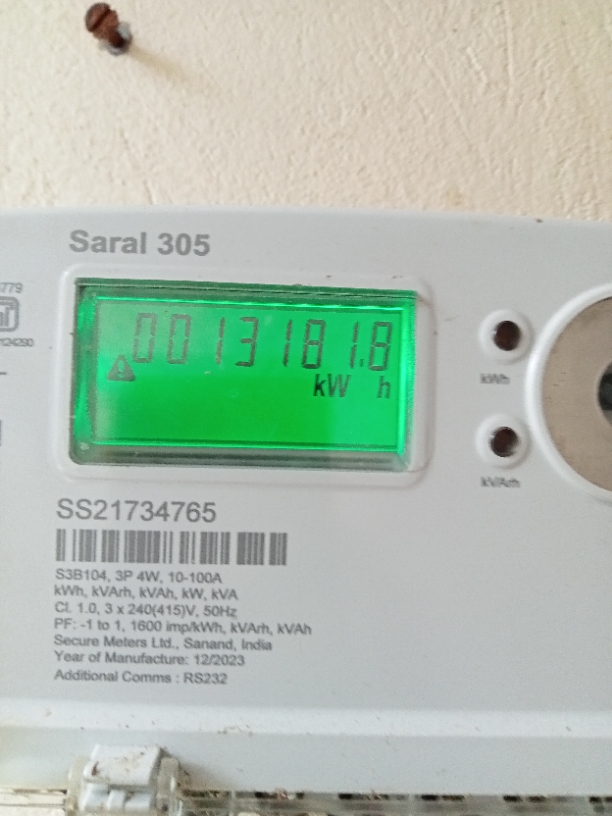 Saral 305
0013181.8
kW h
kWh
kVArh
SS21734765
S3B104, 3P 4W, 10-100A
kWh, kVArh, kVAh, kW, kVA
Cl. 1.0, 3 x 240(415)V, 50Hz
PF: -1 to 1, 1600 imp/kWh, kVArh, kVAh
Secure Meters Ltd., Sanand, India
Year of Manufacture: 12/2023
Additional Comms : RS232